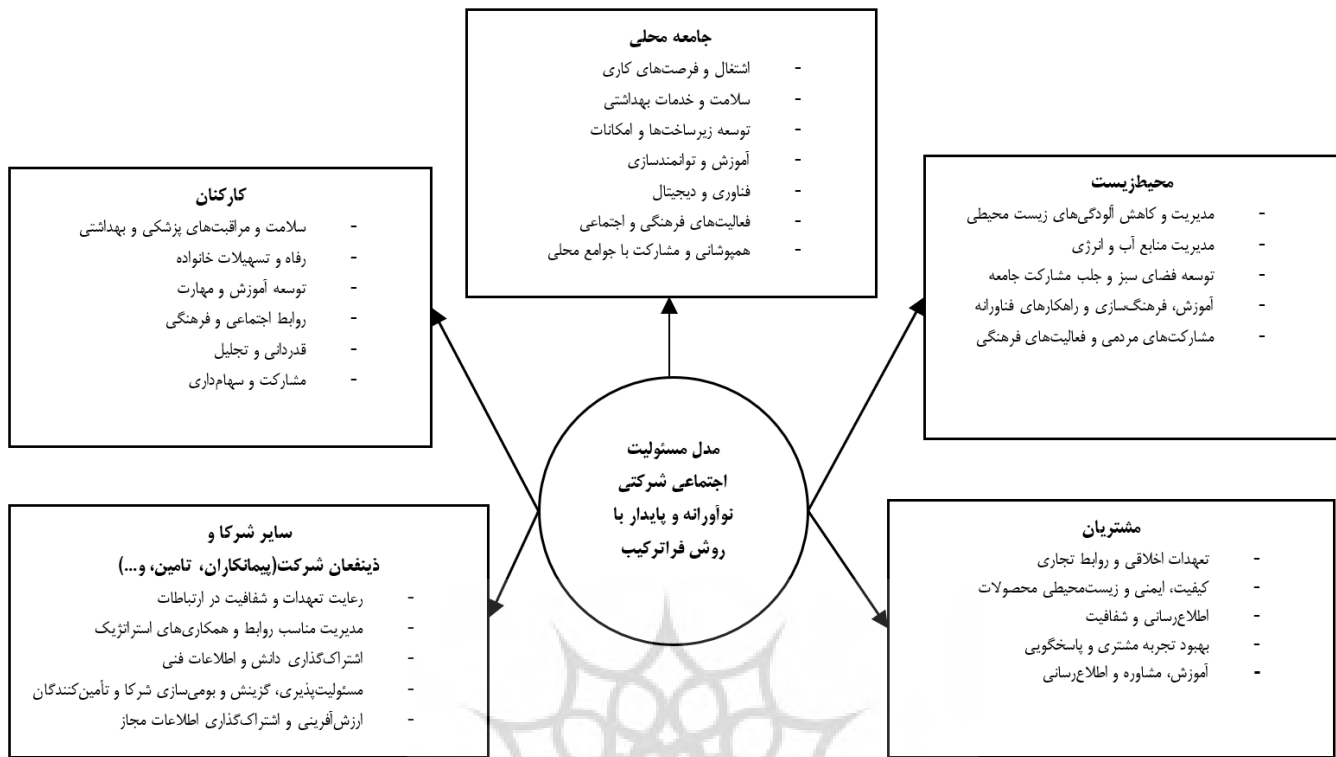 جامعه محلی
- اشتغال و فرصت‌های کاری
- سلامت و خدمات بهداشتی
- توسعه زیرساخت‌ها و امکانات
- آموزش و توانمندسازی
- فناوری و دیجیتال
- فعالیت‌های فرهنگی و اجتماعی
- همپوشانی و مشارکت با جوامع محلی
محیط‌زیست
- مدیریت و کاهش آلودگی‌های زیست محیطی
- مدیریت منابع آب و انرژی
- توسعه فضای سبز و جلب مشارکت جامعه
- آموزش، فرهنگ‌سازی و راهکارهای فناورانه
- مشارکت‌های مردمی و فعالیت‌های فرهنگی
کارکنان
- سلامت و مراقبت‌های پزشکی و بهداشتی
- رفاه و تسهیلات خانواده
- توسعه آموزش و مهارت
- روابط اجتماعی و فرهنگی
- قدردانی و تجلیل
- مشارکت و سهام‌داری
مدل مسئولیت
اجتماعی شرکتی
نوآورانه و پایدار با
روش فراترکیب
مشتریان
- تعهدات اخلاقی و روابط تجاری
- کیفیت، ایمنی و زیست‌محیطی محصولات
- اطلاع‌رسانی و شفافیت
- بهبود تجربه مشتری و پاسخگویی
- آموزش، مشاوره و اطلاع‌رسانی
سایر شرکا و
ذینفعان شرکت(پیمانکاران، تامین، و...)
- رعایت تعهدات و شفافیت در ارتباطات
- مدیریت مناسب روابط و همکاری‌های استراتژیک
- اشتراک‌گذاری دانش و اطلاعات فنی
- مسئولیت‌پذیری، گزینش و بومی‌سازی شرکا و تأمین‌کنندگان
- ارزش‌آفرینی و اشتراک‌گذاری اطلاعات مجاز